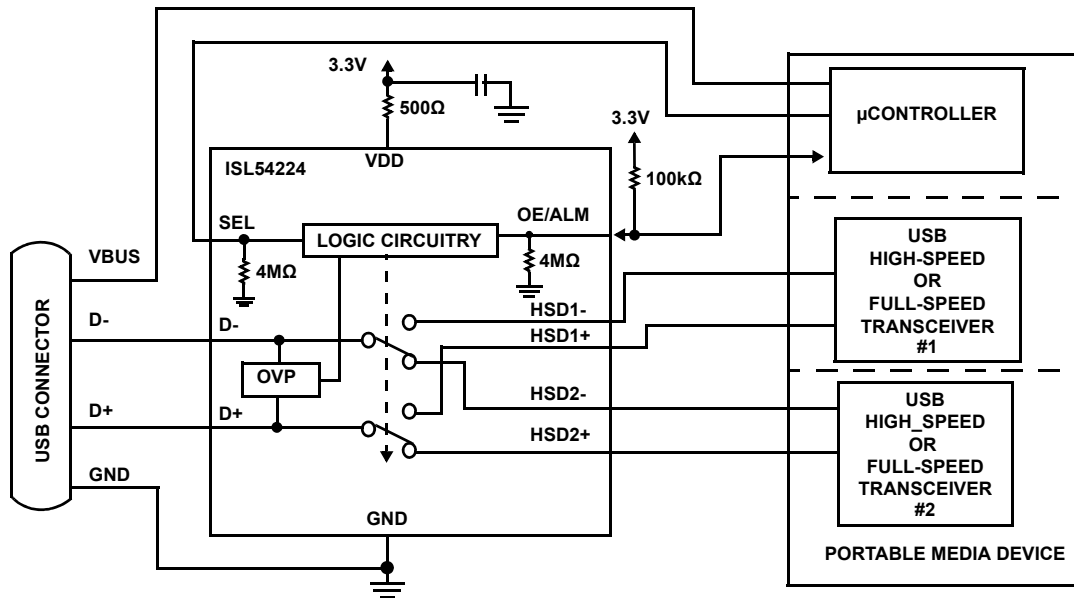 3.3V
500Ω
3.3V
µCONTROLLER
VDD
ISL54224
100kΩ
SEL
OE/ALM
LOGIC CIRCUITRY
VBUS
4MΩ
4MΩ
USB
HIGH-SPEED
OR
FULL-SPEED
TRANSCEIVER
#1
HSD1-
HSD1+
D-
D-
USB CONNECTOR
OVP
HSD2-
D+
D+
HSD2+
USB
HIGH_SPEED
OR
FULL-SPEED
TRANSCEIVER
#2
GND
GND
PORTABLE MEDIA DEVICE